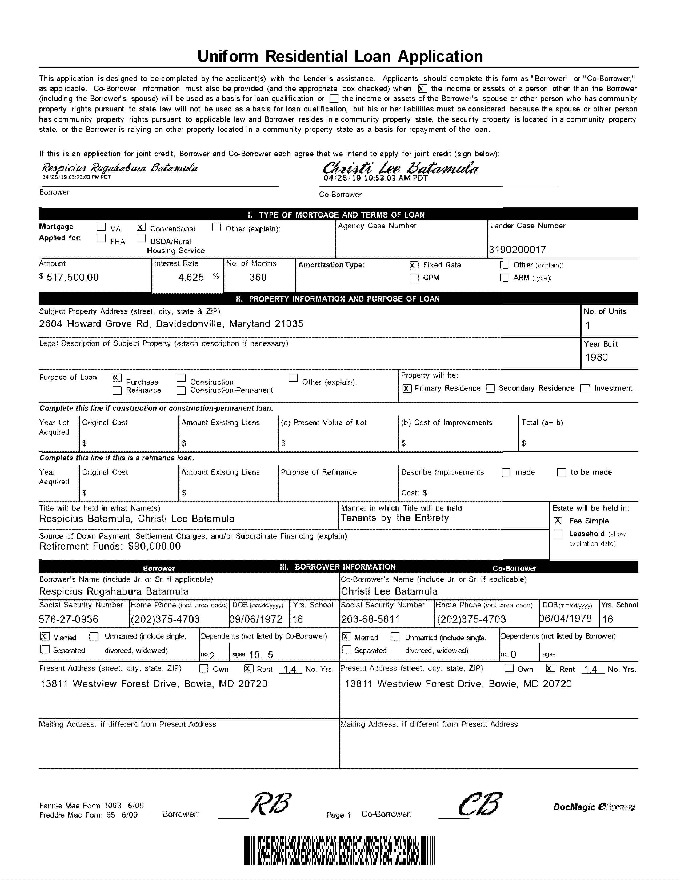 Uniform Residential Loan Application
This application is designed to be completed by the applicant(s) with the Lender's assistance. Applicants should complete this form as "Borrower" or "Co-Borrower,"
as applicable. Co-Borrower information must also be provided (and the appropriate box checked) when X the income or assets of a person other than the Borrower
(including the Borrower's spouse) will be used as a basis for loan qualification or the income or assets of the Borrower's spouse or other person who has community
property rights pursuant to state law will not be used as a basis for loan qualification, but his or her liabilities must be considered because the spouse or other person
has community property rights pursuant to applicable law and Borrower resides in a community property state, the security property is located in a community property
state, or the Borrower is relying on other property located in a community property state as a basis for repayment of the loan.
If this is an application for joint credit, Borrower and Co-Borrower each agree that we intend to apply for joint credit (sign below):
Respicius Rugahabura Batamula Christi Lee Batamula
04/25/19 10:53:03 AM PDT
Borrower Co-Borrower
I. TYPE OF MORTGAGE AND TERMS OF LOAN
Mortgage VA X Conventional Other (explain): Agency Case Number Lender Case Number
Applied for: FHA USDA/Rural
Housing Service 3190200017
Amount Interest Rate No. of Months Amortization Type: X Fixed Rate Other (explain):
$ 517,500.00 4.625 % 360 GPM ARM (type):
II. PROPERTY INFORMATION AND PURPOSE OF LOAN
Subject Property Address (street, city, state & ZIP) No. of Units
2604 Howard Grove Rd, Davidsonville, Maryland 21035 1
Legal Description of Subject Property (attach description if necessary) Year Built
1980
Purpose of Loan X Purchase Construction Other (explain): Property will be:
Refinance Construction-Permanent X Primary Residence Secondary Residence Investment
Complete this line if construction or construction-permanent loan.
Year Lot Original Cost Amount Existing Liens (a) Present Value of Lot (b) Cost of Improvements Total (a+ b)
Acquired
$ $ $ $ $
Complete this line if this is a refinance loan.
Year Original Cost Amount Existing Liens Purpose of Refinance Describe Improvements made to be made
Acquired
$ $ Cost: $
Title will be held in what Name(s) Manner in which Title will be held Estate will be held in:
Respicius Batamula, Christi Lee Batamula Tenants by the Entirety X Fee Simple
Source of Down Payment, Settlement Charges, and/or Subordinate Financing (explain) Leasehold (show
Retirement Funds: $90,000.00 expiration date)
Borrower III. BORROWER INFORMATION Co-Borrower
Borrower's Name (include Jr. or Sr. if applicable) Co-Borrower's Name (include Jr. or Sr. if applicable)
Respicius Rugahabura Batamula Christi Lee Batamula
Social Security Number Home Phone (incl. area code) DOB (mm/dd/yyyy) Yrs. School Social Security Number Home Phone (incl. area code) DOB (mm/dd/yyyy) Yrs. School
(202)375-4703 09/06/1972 16 (202)375-4703 06/04/1978 16
X Married Unmarried (include single, Dependents (not listed by Co-Borrower) X Married Unmarried (include single, Dependents (not listed by Borrower)
Separated divorced, widowed) no. 2 ages Separated divorced, widowed) no. 0 ages
Present Address (street, city, state, ZIP) Own X Rent 1.4 No. Yrs. Present Address (street, city, state, ZIP) Own X Rent 1.4 No. Yrs.
13811 Westview Forest Drive, Bowie, MD 20720 13811 Westview Forest Drive, Bowie, MD 20720
Mailing Address, if different from Present Address Mailing Address, if different from Present Address
Fannie Mae Form 1003 6/09
Freddie Mac Form 65 6/09 Borrower: RB Page 1 Co-Borrower: CB DocMagic